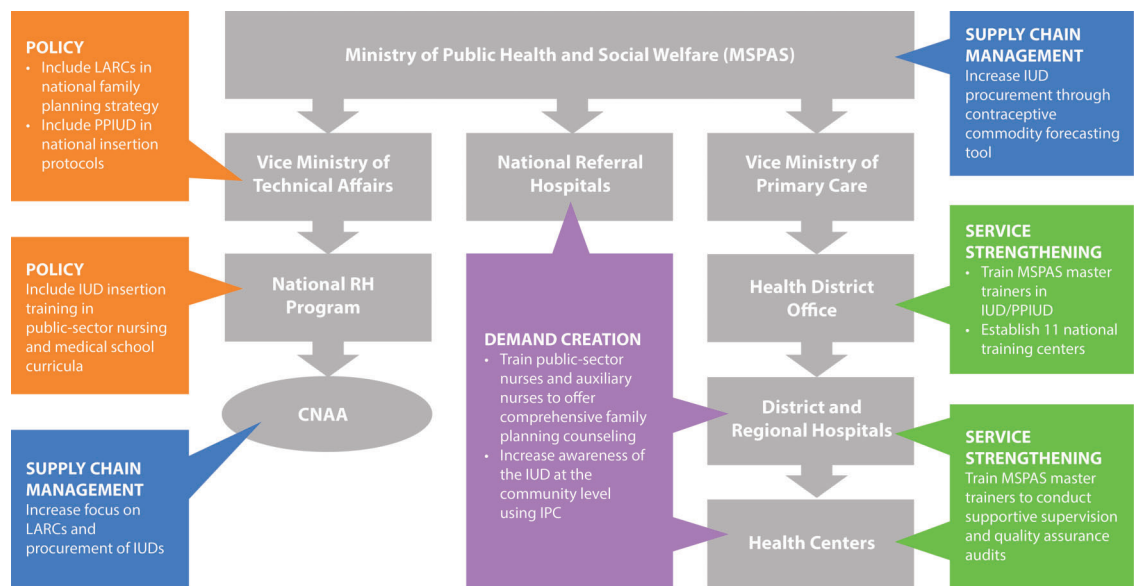 POLICY
• Include LARCs in
national family
planning strategy
• Include PPIUD in
national insertion
protocols
Ministry of Public Health and Social Welfare (MSPAS)
SUPPLY CHAIN
MANAGEMENT
Increase IUD
procurement through
contraceptive
commodity forecasting
tool
Vice Ministry of
Technical Affairs
National Referral
Hospitals
Vice Ministry of
Primary Care
POLICY
Include IUD insertion
training in
public-sector nursing
and medical school
curricula
National RH
Program
Health District
Office
SERVICE
STRENGTHENING
• Train MSPAS master
trainers in
IUD/PPIUD
• Establish 11 national
training centers
DEMAND CREATION
• Train public-sector
nurses and auxiliary
nurses to offer
comprehensive family
planning counseling
• Increase awareness of
the IUD at the
community level
using IPC
CNAA
District and
Regional Hospitals
SUPPLY CHAIN
MANAGEMENT
Increase focus on
LARCs and
procurement of IUDs
Health Centers
SERVICE
STRENGTHENING
Train MSPAS master
trainers to conduct
supportive supervision
and quality assurance
audits